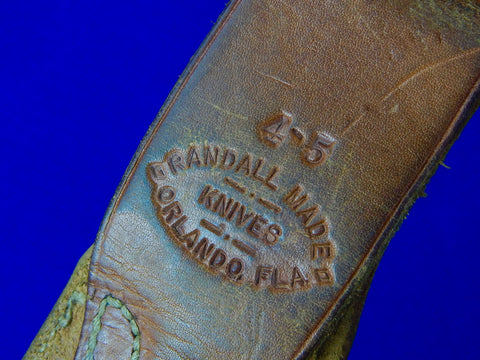 4-5
RANDALL MADE
KNIVES
ORLANDO, FLA.